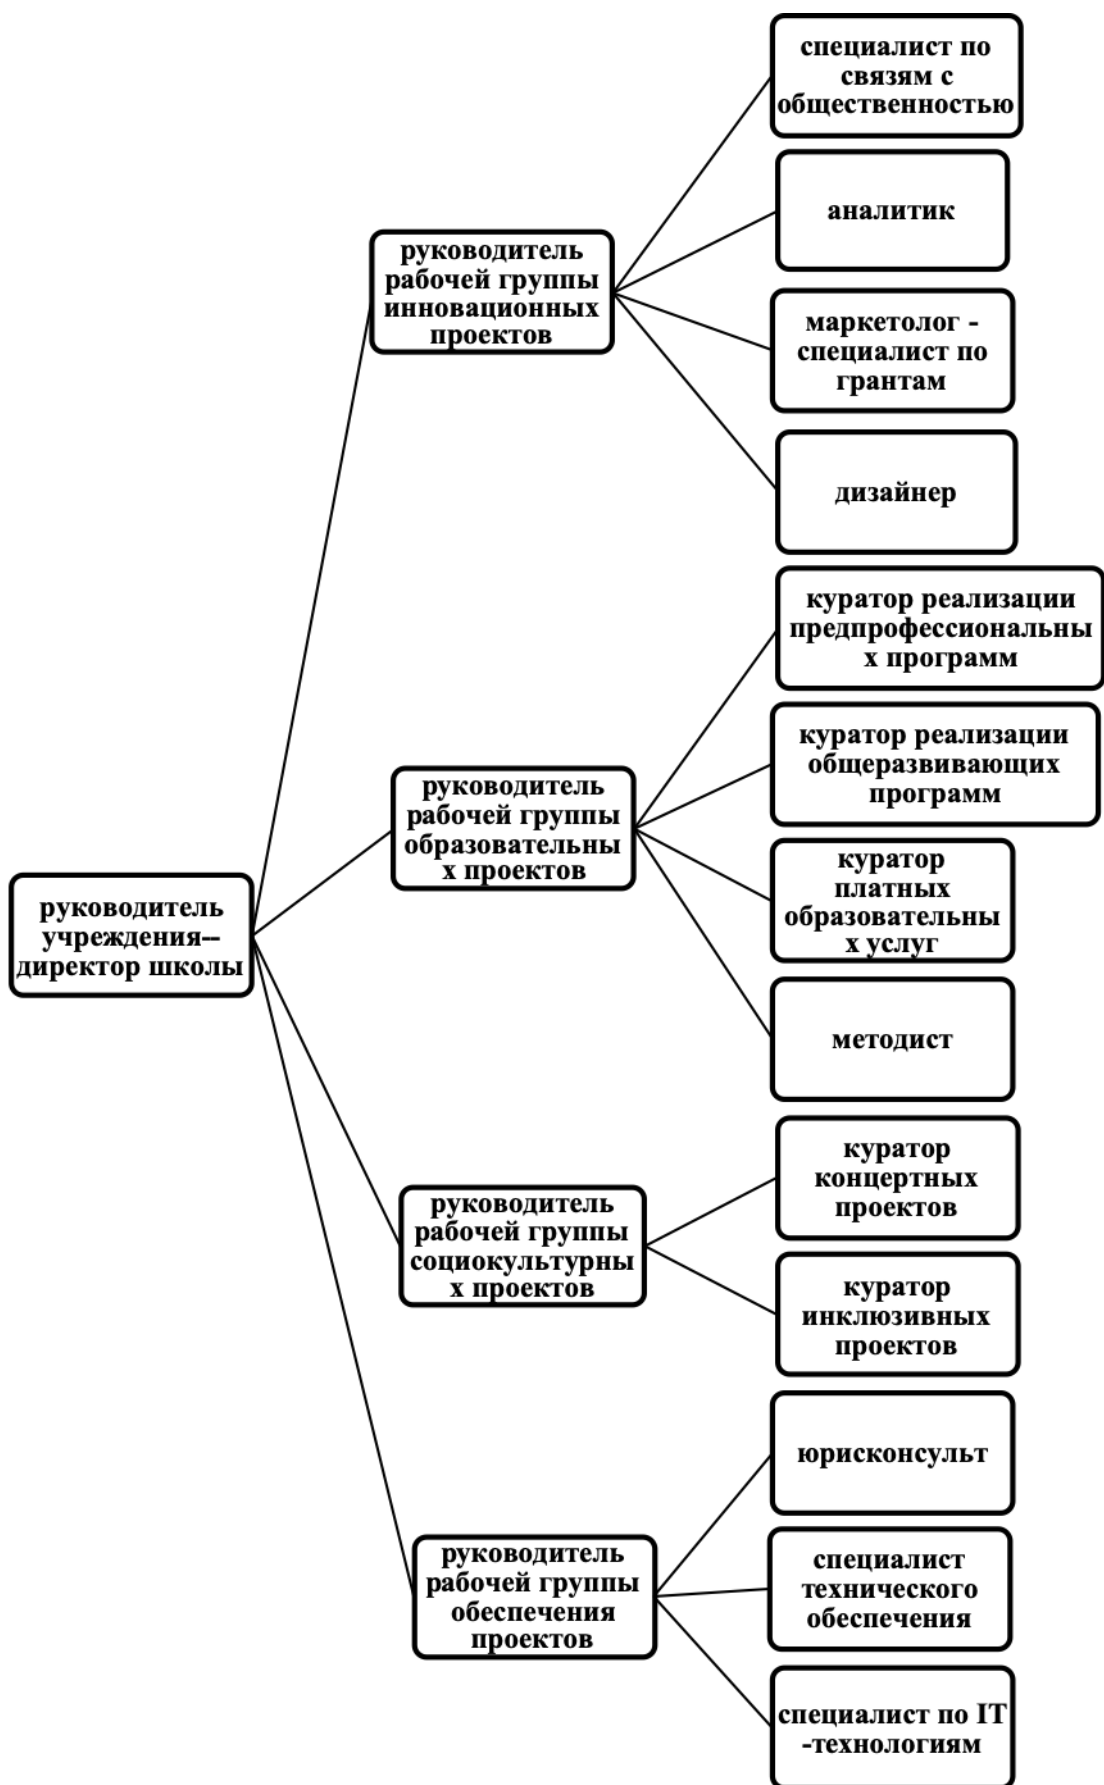 специалист по
связям с
общественностью
аналитик
руководитель
рабочей группы
инновационных
проектов
маркетолог -
специалист по
грантам
дизайнер
куратор реализации
предпрофессиональны
х программ
куратор реализации
общеразвивающих
программ
руководитель
рабочей группы
образовательны
х проектов
куратор
платных
образовательны
х услуг
руководитель
учреждения--
директор школы
методист
куратор
концертных
проектов
руководитель
рабочей группы
социокультурны
х проектов
куратор
инклюзивных
проектов
юрисконсульт
руководитель
рабочей группы
обеспечения
проектов
специалист
технического
обеспечения
специалист по IT
-технологиям